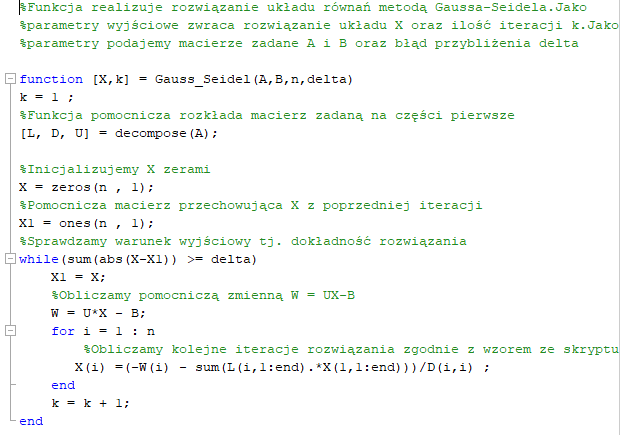 %Funkcja realizuje rozwiązanie układu równań metodą Gaussa-Seidela.Jako
%parametry wyjściowe zwraca rozwiązanie układu X oraz ilość iteracji k.Jako
%parametry podajemy macierze zadane A i B oraz błąd przybliżenia delta
function [X,k] = Gauss_Seidel(A,B,n,delta)
k = 1 ;
%Funkcja pomocnicza rozkłada macierz zadaną na części pierwsze
[L, D, U] = decompose(A);
%Inicjalizujemy X zerami
X = zeros(n , 1);
%Pomocnicza macierz przechowująca X z poprzedniej iteracji
X1 = ones(n , 1);
%Sprawdzamy warunek wyjściowy tj. dokładność rozwiązania
while(sum(abs(X-X1)) >= delta)
X1 = X;
%Obliczamy pomocniczą zmienną W = UX-B
W = U*X - B;
for i = 1 : n
%Obliczamy kolejne iteracje rozwiązania zgodnie z wzorem ze skryptu
X(i) =(-W(i) - sum(L(i,1:end).*X(1,1:end)))/D(i,i) ;
end
k = k + 1;
end